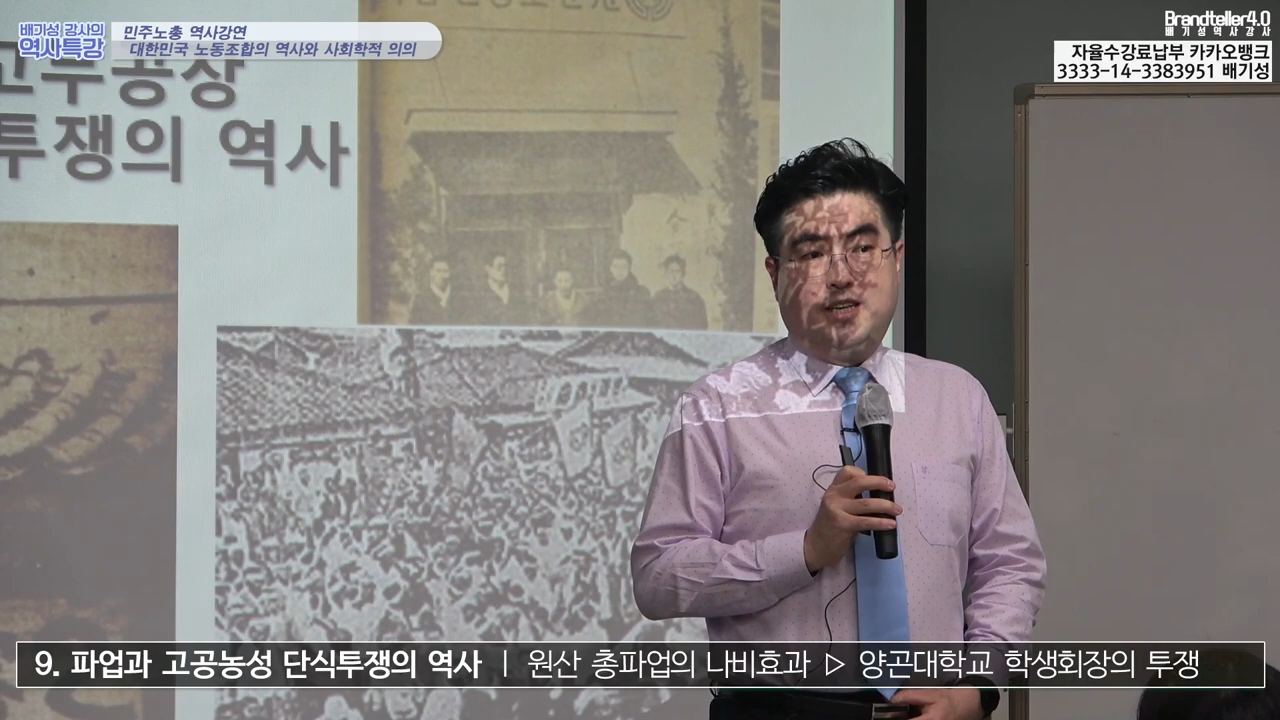 배기성 강사의
역사특강
민주노총 역사강연
대한민국 노동조합의 역사와 사회학적 의의
Brandteller4.0
배기성역사강사
자율수강료납부 카카오뱅크
3333-14-3383951 배기성
고무공장
투쟁의 역사
9. 파업과 고공농성 단식투쟁의 역사 ㅣ 원산 총파업의 나비효과 ▷ 양곤대학교 학생회장의 투쟁